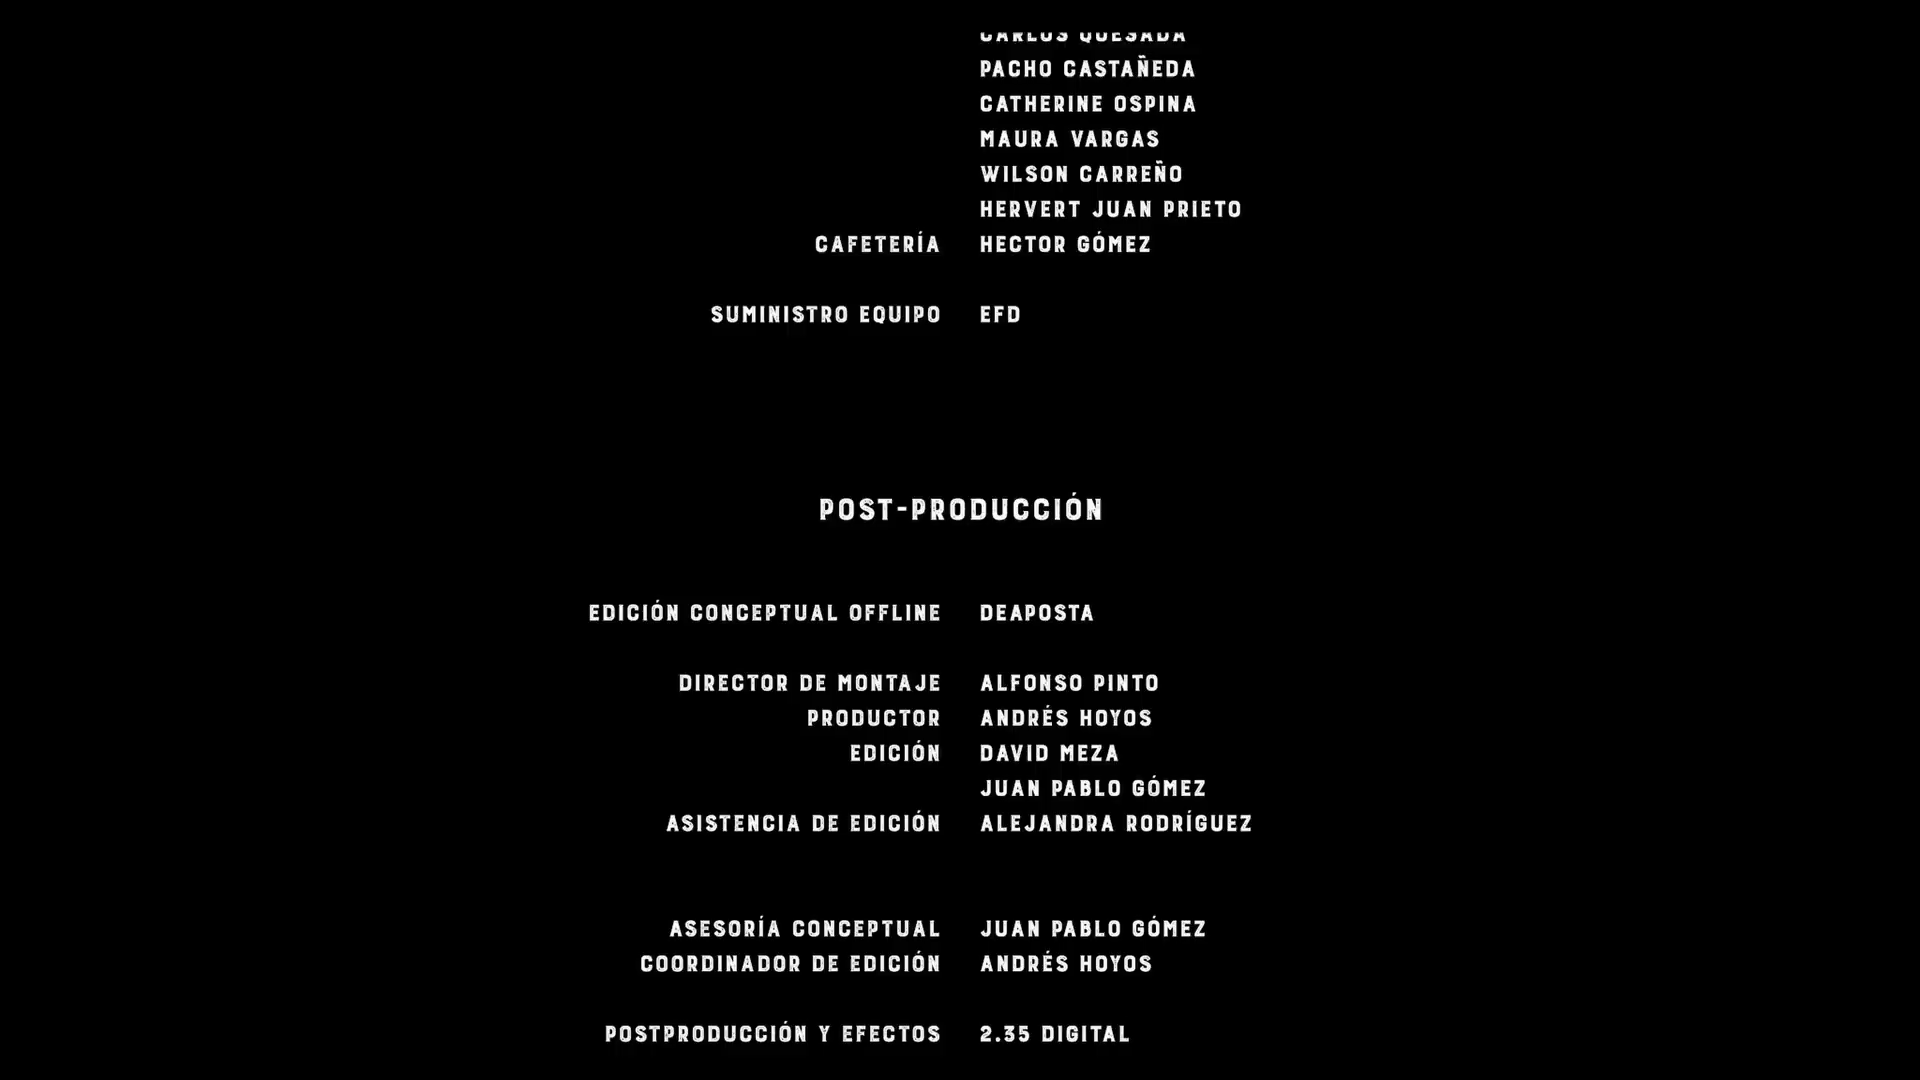 CARLOS QUESADA
PACHO CASTAÑEDA
CATHERINE OSPINA
MAURA VARGAS
WILSON CARREÑO
HERVERT JUAN PRIETO
CAFETERÍA HECTOR GÓMEZ
SUMINISTRO EQUIPO EFD
POST-PRODUCCIÓN
EDICIÓN CONCEPTUAL OFFLINE DEAPOSTA
DIRECTOR DE MONTAJE ALFONSO PINTO
PRODUCTOR ANDRÉS HOYOS
EDICIÓN DAVID MEZA
JUAN PABLO GÓMEZ
ASISTENCIA DE EDICIÓN ALEJANDRA RODRÍGUEZ
ASESORÍA CONCEPTUAL JUAN PABLO GÓMEZ
COORDINADOR DE EDICIÓN ANDRÉS HOYOS
POSTPRODUCCIÓN Y EFECTOS 2.35 DIGITAL